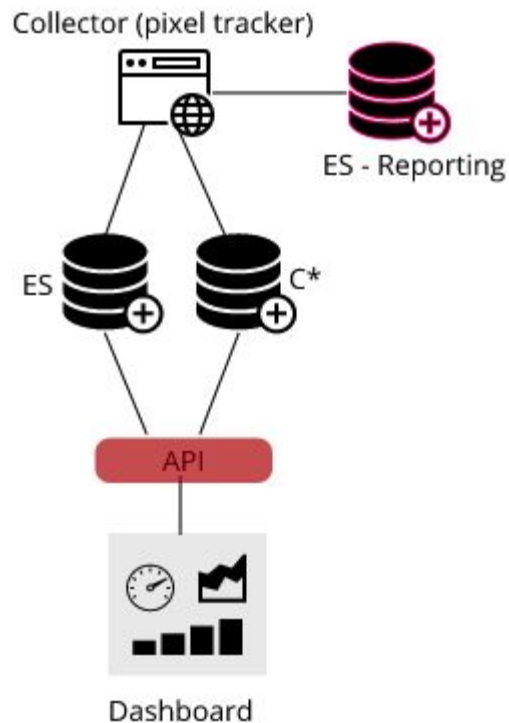 Collector (pixel tracker)
ES - Reporting
ES
C*
API
Dashboard